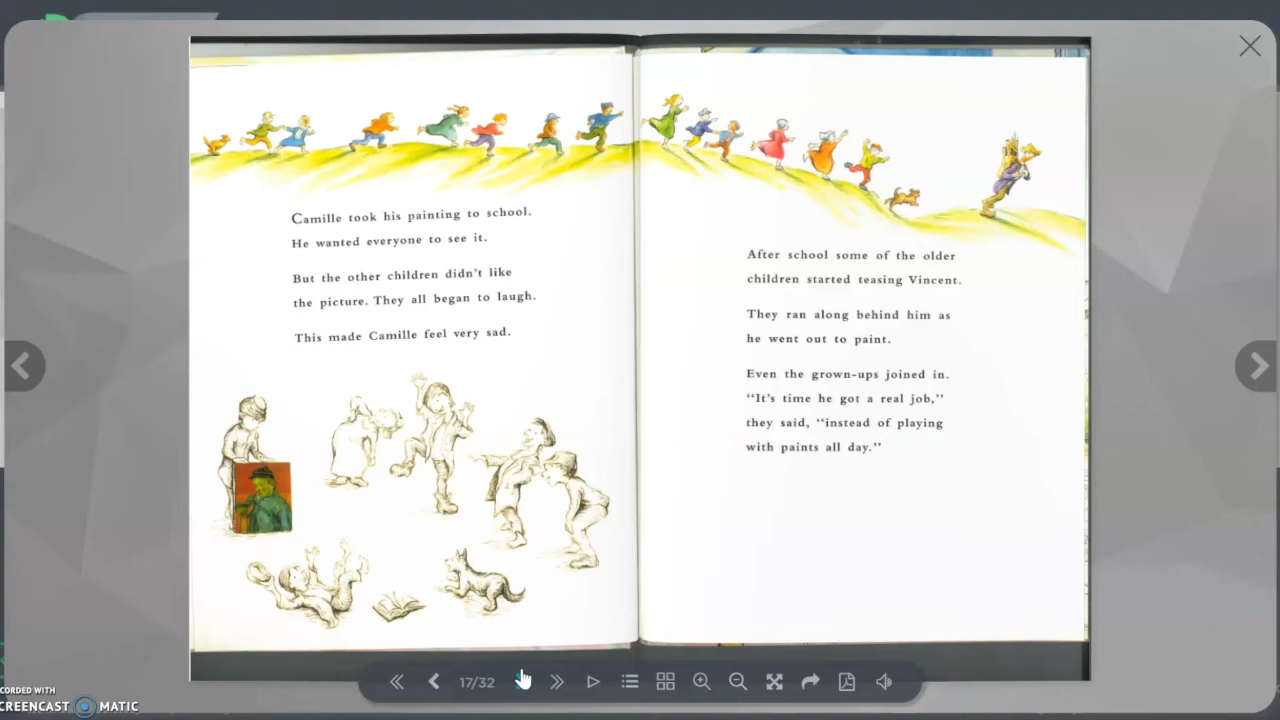 Camille took his painting to school.
He wanted everyone to see it.
But the other children didn't like
the picture. They all began to laugh.
This made Camille feel very sad.
After school some of the older
children started teasing Vincent.
They ran along behind him as
he went out to paint.
Even the grown-ups joined in.
"It's time he got a real job,"
they said, "instead of playing
with paints all day."
17/32
CORDED WITH
CREENCAST MATIC